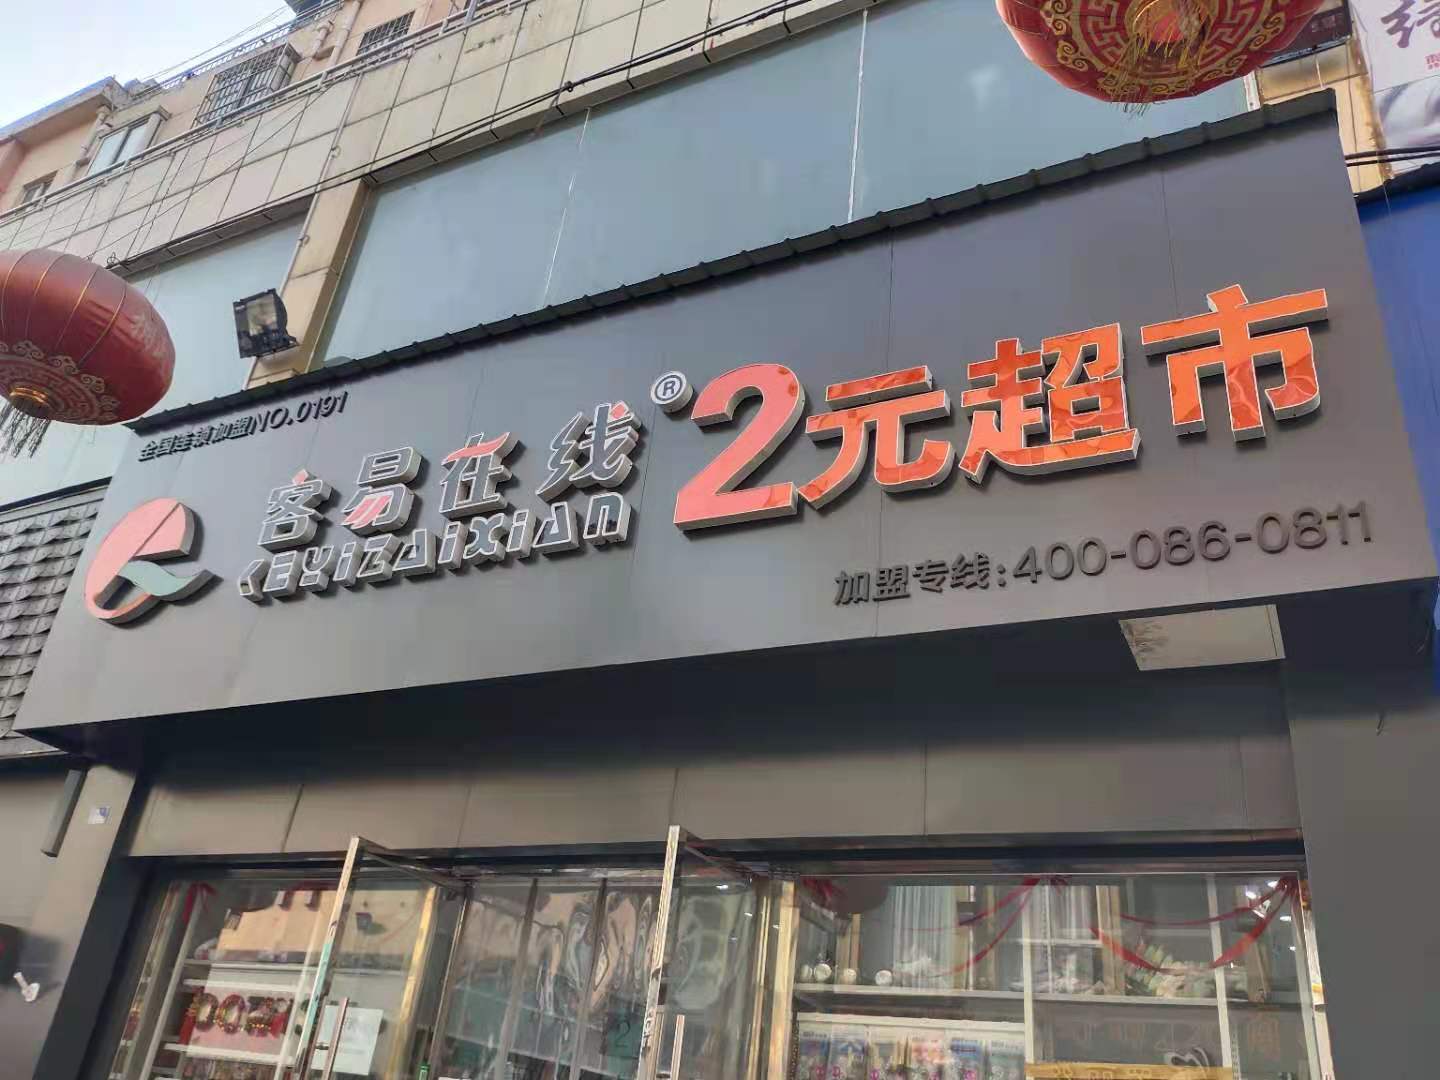 全国连锁加盟NO.0191
客易在线®2元超市
KEYIZAIXIAN
加盟专线:400-086-0811